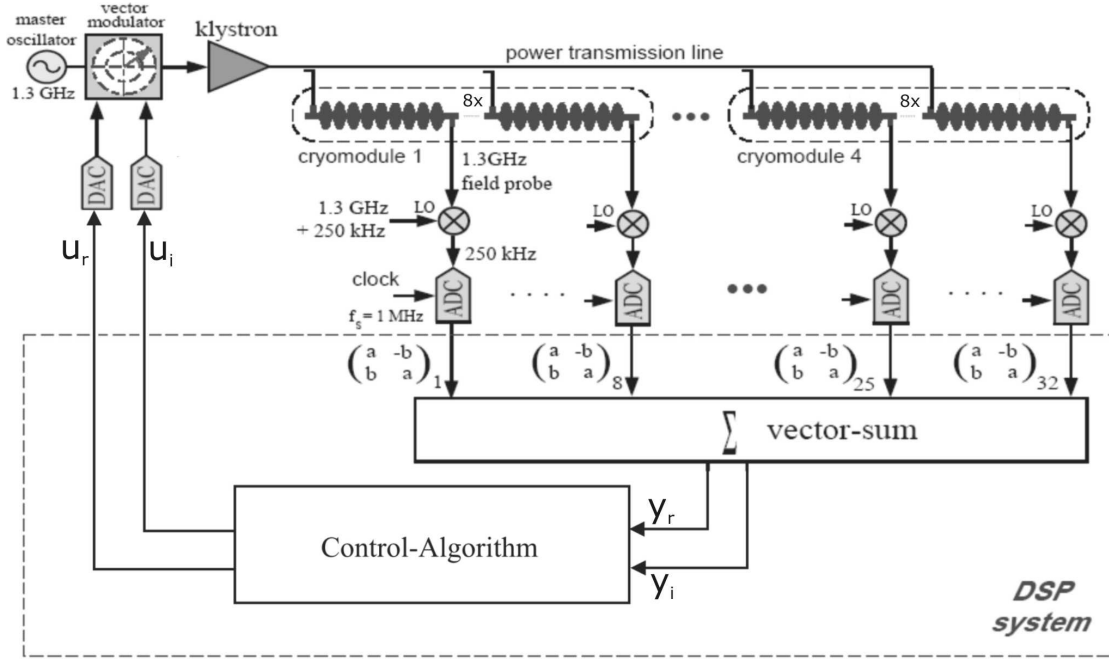 master
oscillator
1.3 GHz
vector
modulator
klystron
power transmission line
8x
8x
cryomodule 1
cryomodule 4
1.3GHz
field probe
DAC
DAC
1.3 GHz
+ 250 kHz
LO
LO
LO
LO
250 kHz
u_r
u_i
clock
f_s = 1 MHz
ADC
ADC
ADC
ADC
(a -b
b a)1
(a -b
b a)8
(a -b
b a)25
(a -b
b a)32
Σ vector-sum
y_r
y_i
Control-Algorithm
DSP
system